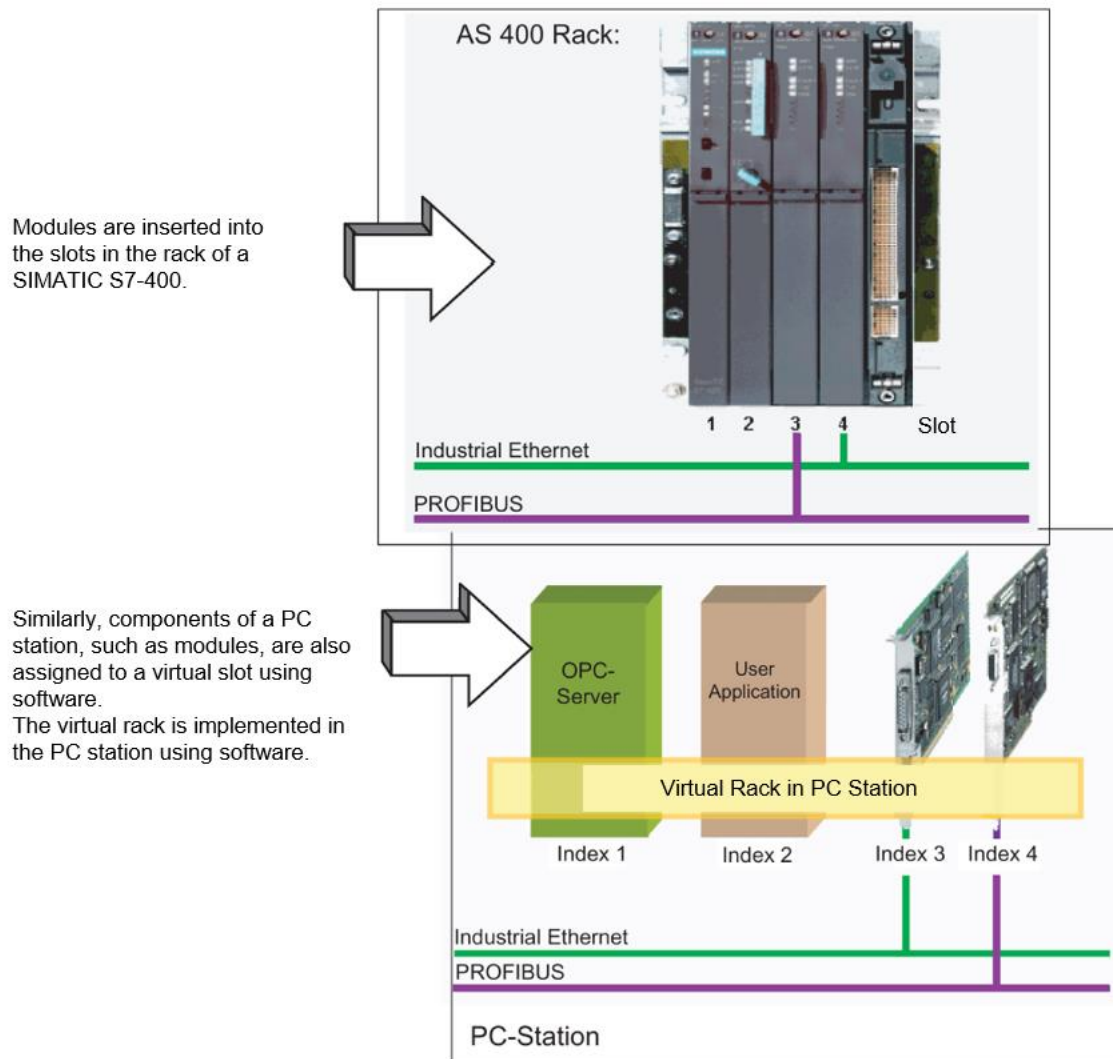 AS 400 Rack:
SIEMENS
Modules are inserted into
the slots in the rack of a
SIMATIC S7-400.
1 2 3 4 Slot
Industrial Ethernet
PROFIBUS
Similarly, components of a PC
station, such as modules, are also
assigned to a virtual slot using
software.
The virtual rack is implemented in
the PC station using software.
OPC-
Server
User
Application
Virtual Rack in PC Station
Index 1 Index 2 Index 3 Index 4
Industrial Ethernet
PROFIBUS
PC-Station